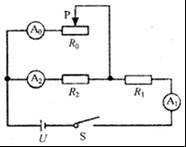 P
A₀ R₀
A₂ R₂ R₁
A₁
U S